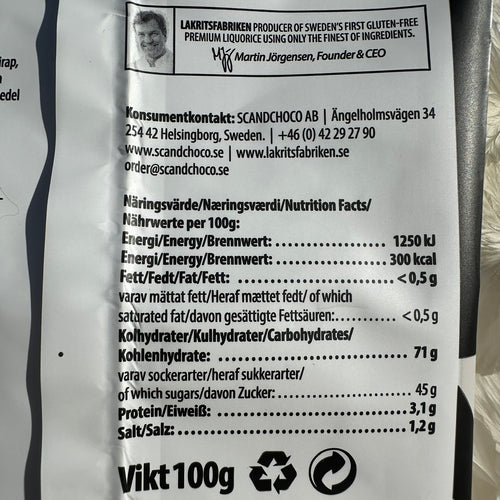 LAKRITSFABRIKEN PRODUCER OF SWEDEN'S FIRST GLUTEN-FREE
PREMIUM LIQUORICE USING ONLY THE FINEST OF INGREDIENTS.
Martin Jörgensen, Founder & CEO
Konsumentkontakt: SCANDCHOCO AB | Ängelholmsvägen 34
254 42 Helsingborg, Sweden. | +46 (0) 42 29 27 90
www.scandchoco.se | www.lakritsfabriken.se
order@scandchoco.se
Näringsvärde/Næringsværdi/Nutrition Facts/
Nährwerte per 100g:
Energi/Energy/Brennwert: 1250 kJ
Energi/Energy/Brennwert: 300 kcal
Fett/Fedt/Fat/Fett: <0,5 g
varav mättat fett/Heraf mættet fedt/ of which
saturated fat/davon gesättigte Fettsäuren: <0,5 g
Kolhydrater/Kulhydrater/Carbohydrates/
Kohlenhydrate: 71 g
varav sockerarter/heraf sukkerarter/
of which sugars/davon Zucker: 45 g
Protein/Eiweiß: 3,1 g
Salt/Salz: 1,2 g
Vikt 100g